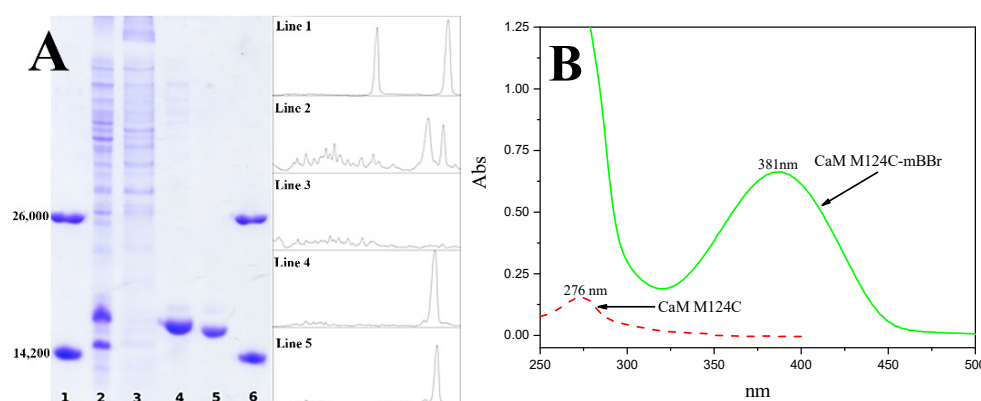 A
26,000
14,200
1 2 3 4 5 6
Line 1
Line 2
Line 3
Line 4
Line 5
B
Abs
1.25
1.00
0.75
0.50
0.25
0.00
381nm
CaM M124C-mBBr
276 nm
CaM M124C
250 300 350 400 450 500
nm